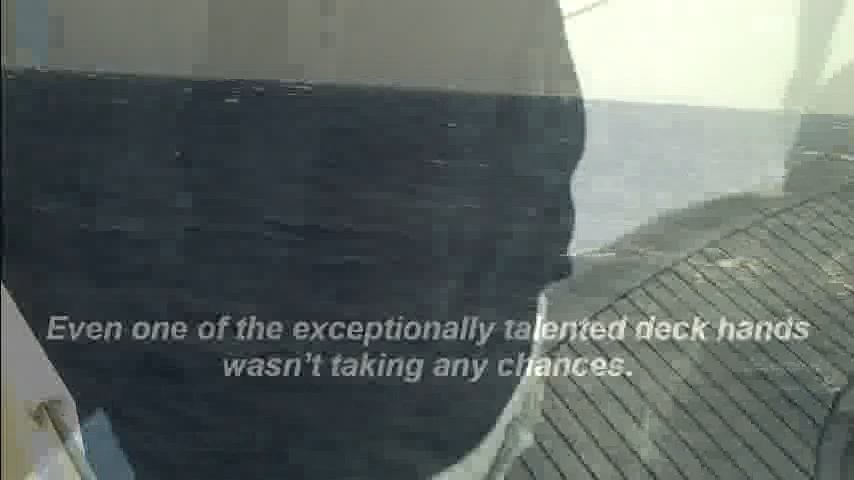 Even one of the exceptionally talented deck hands
wasn't taking any chances.